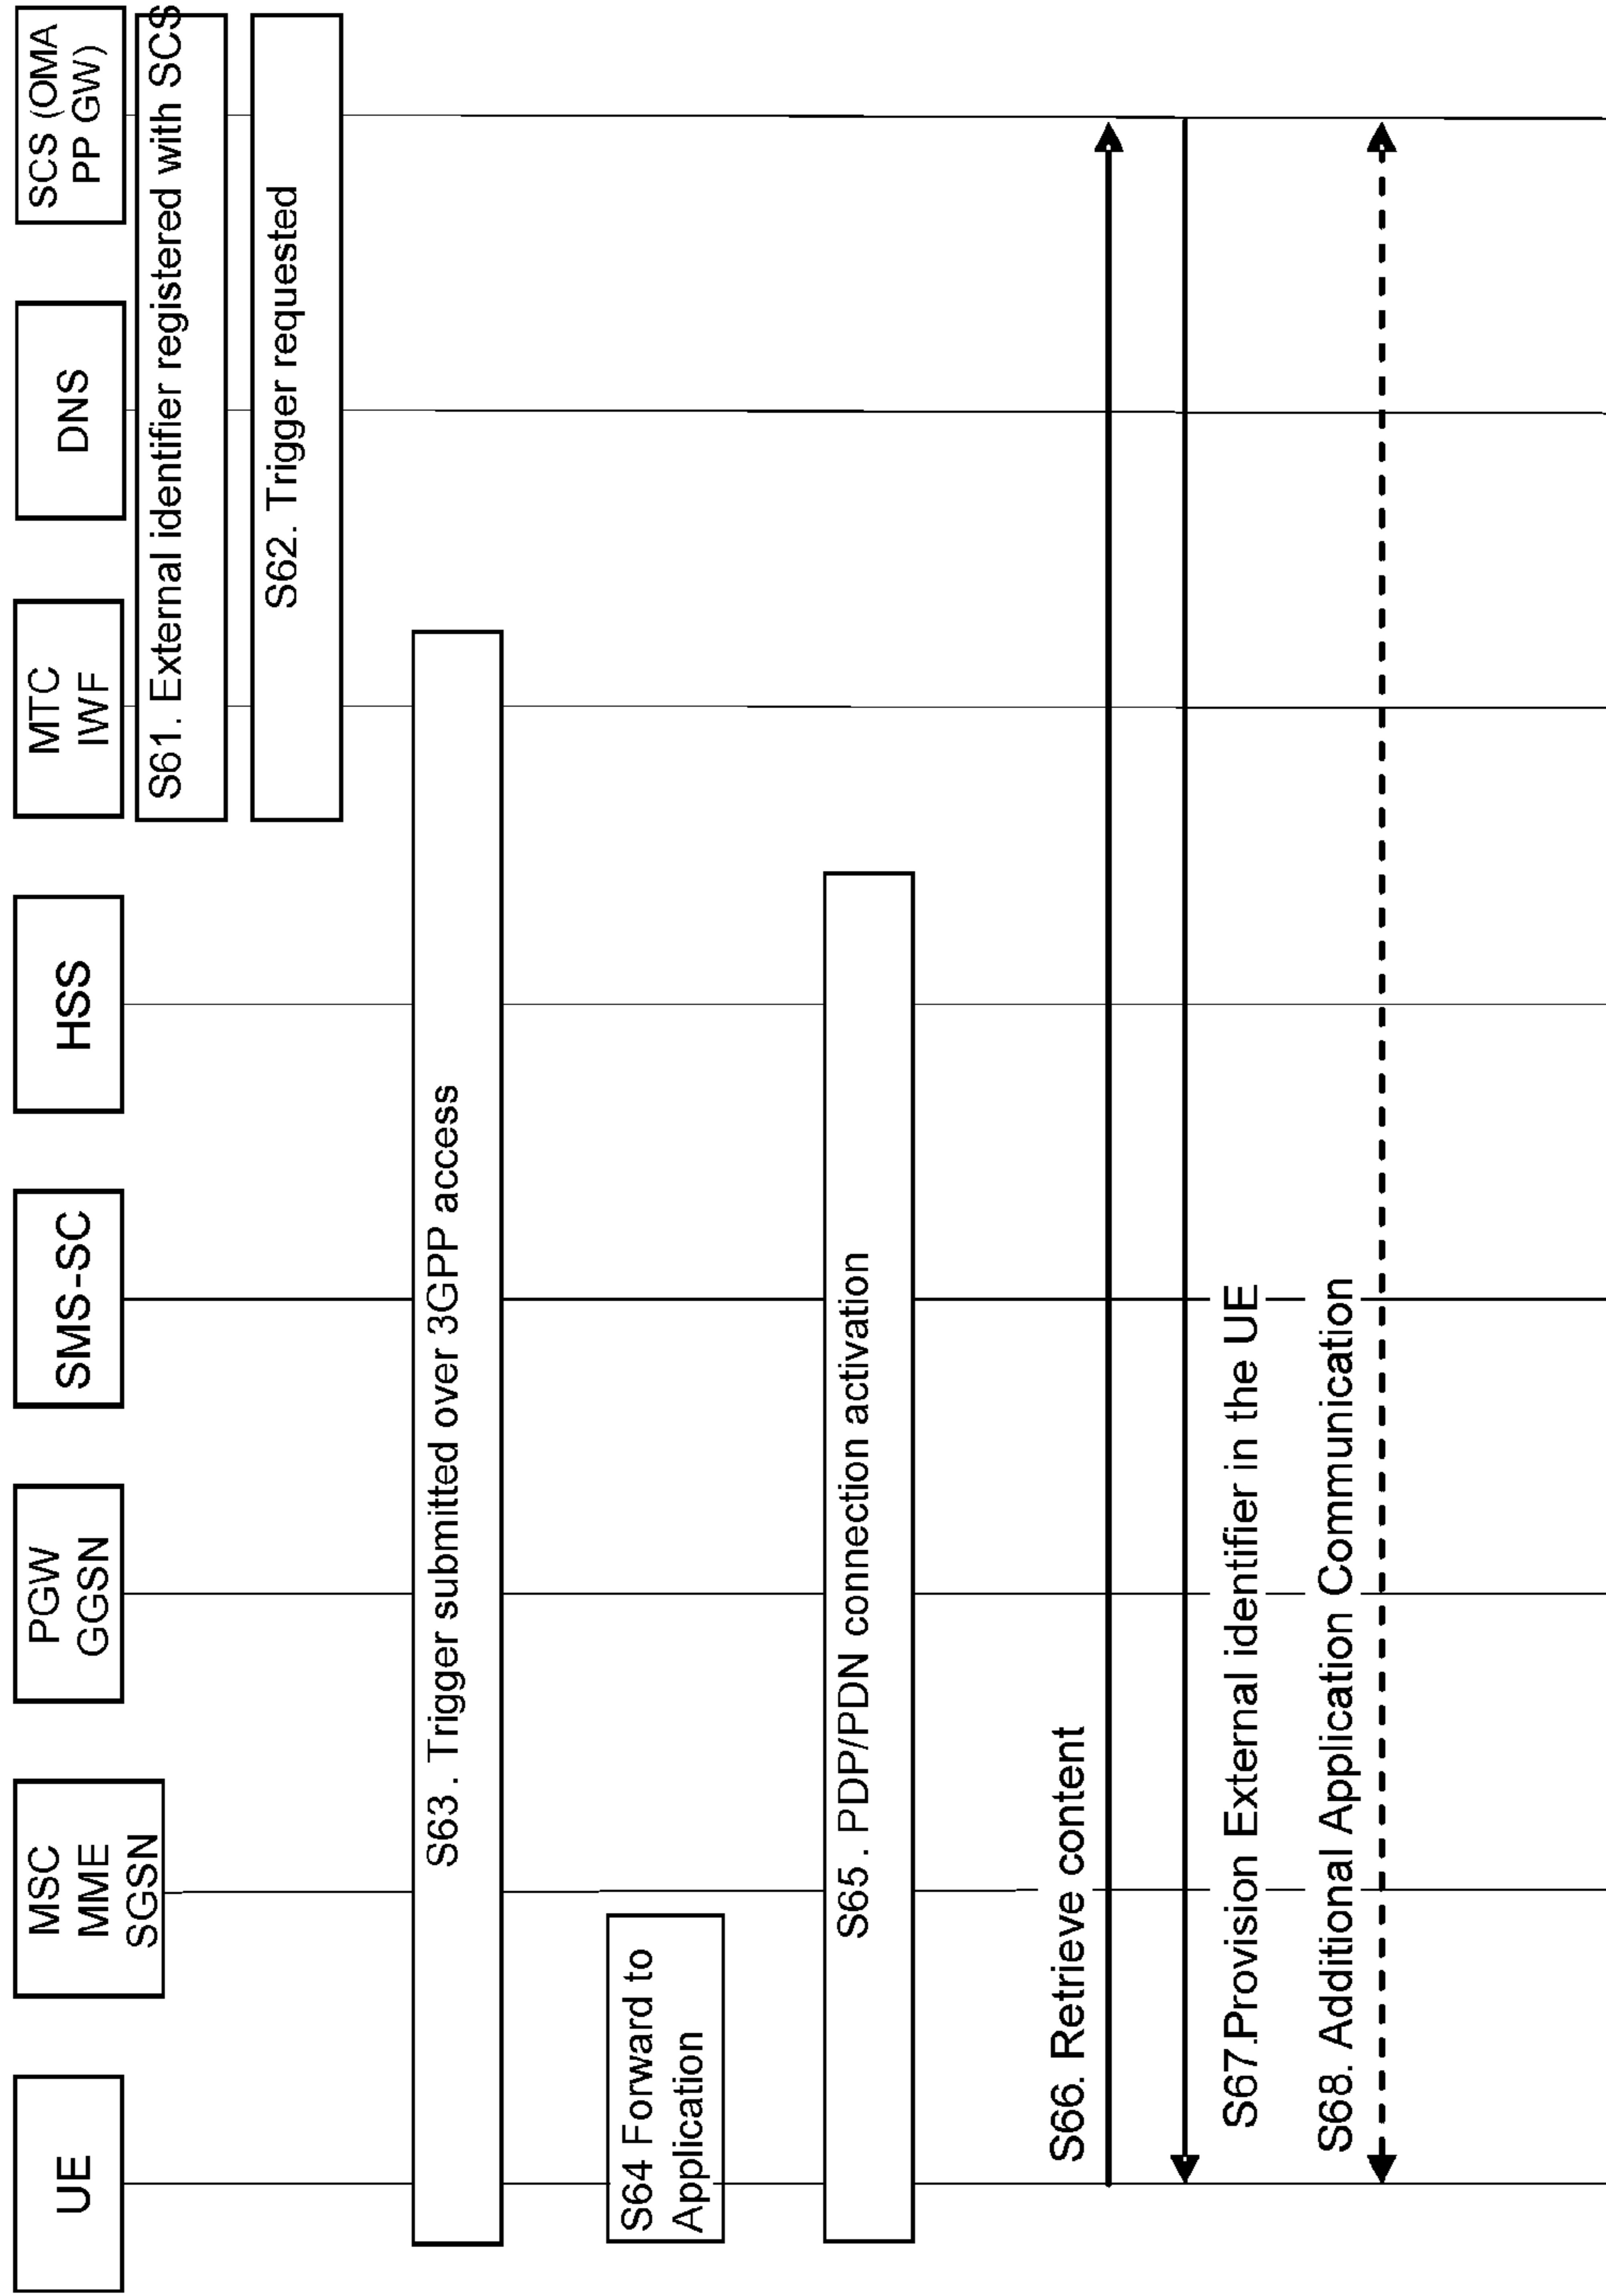 UE
MSC
MME
SGSN
PGW
GGSN
SMS-SC
HSS
MTC
IWF
DNS
SCS (OMA
PP GW)
S61. External identifier registered with SCS
S62. Trigger requested
S63. Trigger submitted over 3GPP access
S64 Forward to
Application
S65. PDP/PDN connection activation
S66. Retrieve content
S67.Provision External identifier in the UE
S68. Additional Application Communication